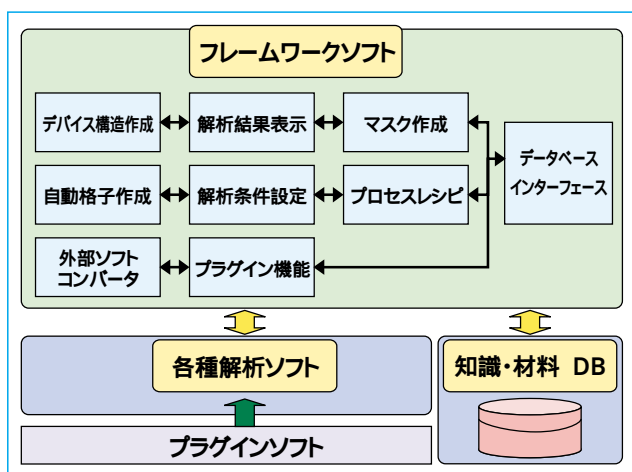 フレームワークソフト
デバイス構造作成
解析結果表示
マスク作成
データベース
インターフェース
自動格子作成
解析条件設定
プロセスレシピ
外部ソフト
コンバータ
プラグイン機能
各種解析ソフト
知識・材料 DB
プラグインソフト